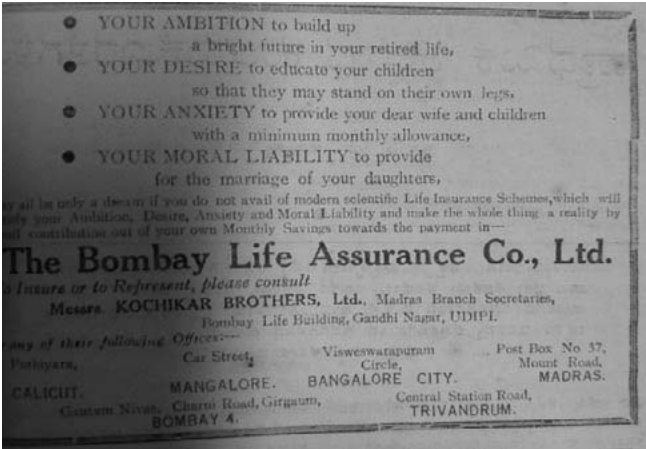 YOUR AMBITION to build up
a bright future in your retired life,
YOUR DESIRE to educate your children
so that they may stand on their own legs,
YOUR ANXIETY to provide your dear wife and children
with a minimum monthly allowance,
YOUR MORAL LIABILITY to provide
for the marriage of your daughters,
all be only a dream if you do not avail of modern scientific Life Insurance Schemes, which will
your Ambition, Desire, Anxiety and Moral Liability and make the whole thing a reality by
contribution out of your own Monthly Savings towards the payment in—
The Bombay Life Assurance Co., Ltd.
Insure or to Represent, please consult
Messrs. KOCHIKAR BROTHERS, Ltd., Madras Branch Secretaries,
Bombay Life Building, Gandhi Nagar, UDIPI.
any of their following Offices:—
Puthiyara, Car Street, Visweswarapuram Post Box No 37,
Circle, Mount Road,
CALICUT. MANGALORE. BANGALORE CITY. MADRAS.
Gautam Nivas, Charni Road, Girgaum, Central Station Road,
BOMBAY 4. TRIVANDRUM.